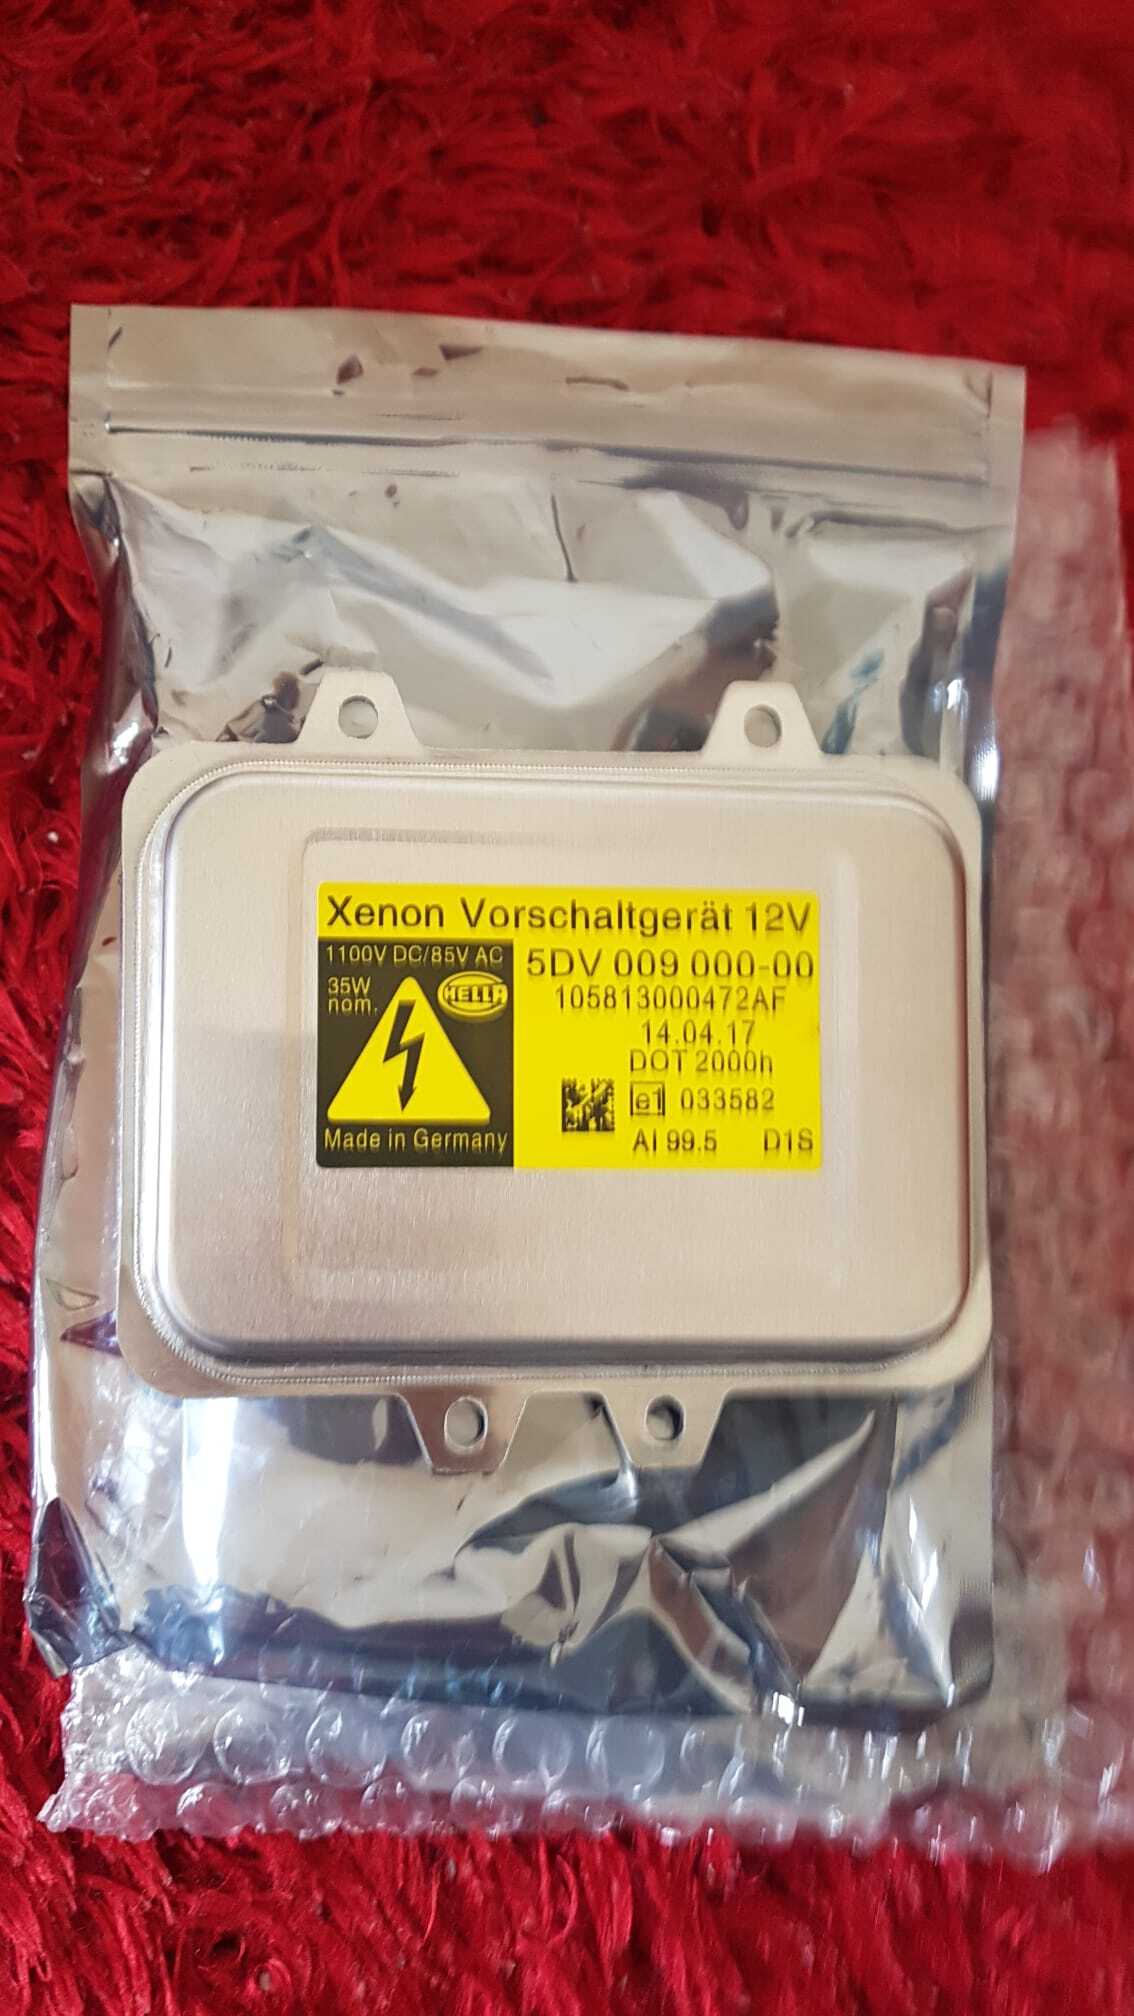 Xenon Vorschaltgerät 12V
1100V DC/85V AC
35W
nom.
HELLA
Made in Germany
5DV 009 000-00
105813000472AF
14.04.17
DOT 2000h
e1 033582
AI 99.5 D1S